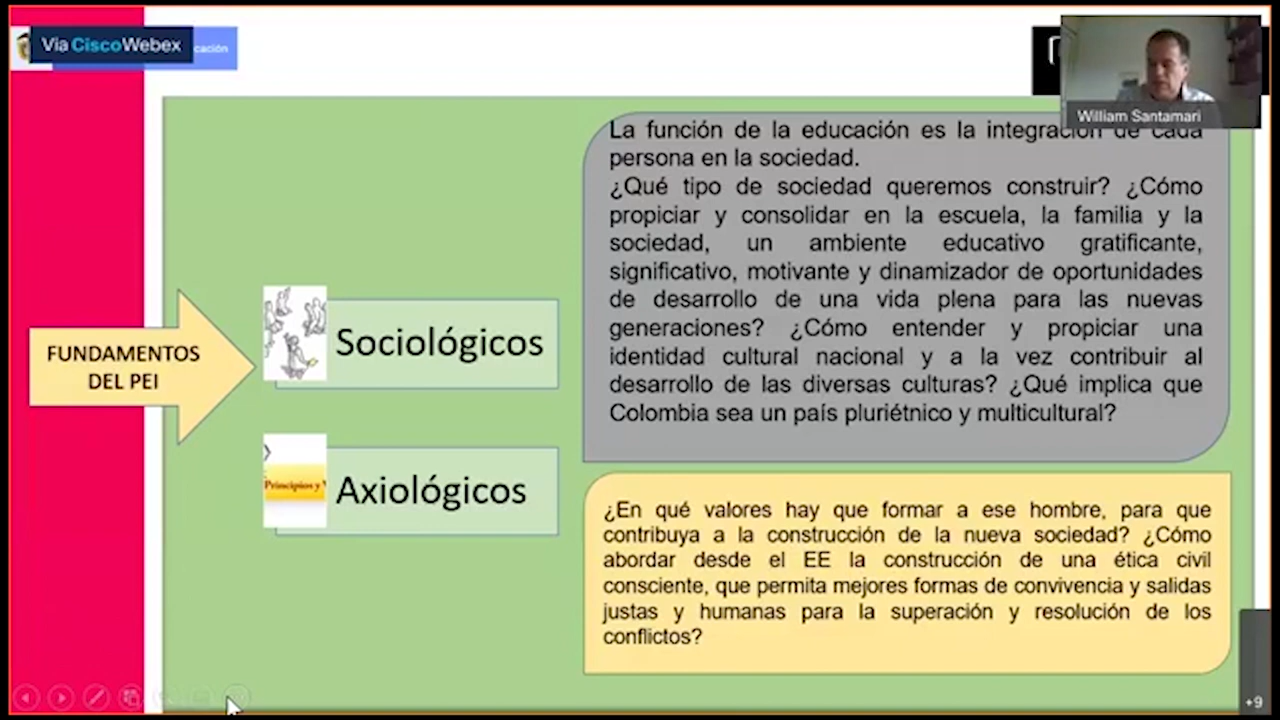 Via CiscoWebex
cación
William Santamari
La función de la educación es la integración de cada
persona en la sociedad.
¿Qué tipo de sociedad queremos construir? ¿Cómo
propiciar y consolidar en la escuela, la familia y la
sociedad, un ambiente educativo gratificante,
significativo, motivante y dinamizador de oportunidades
de desarrollo de una vida plena para las nuevas
generaciones? ¿Cómo entender y propiciar una
identidad cultural nacional y a la vez contribuir al
desarrollo de las diversas culturas? ¿Qué implica que
Colombia sea un país pluriétnico y multicultural?
FUNDAMENTOS
DEL PEI
Sociológicos
Principios y
Axiológicos
¿En qué valores hay que formar a ese hombre, para que
contribuya a la construcción de la nueva sociedad? ¿Cómo
abordar desde el EE la construcción de una ética civil
consciente, que permita mejores formas de convivencia y salidas
justas y humanas para la superación y resolución de los
conflictos?
+9